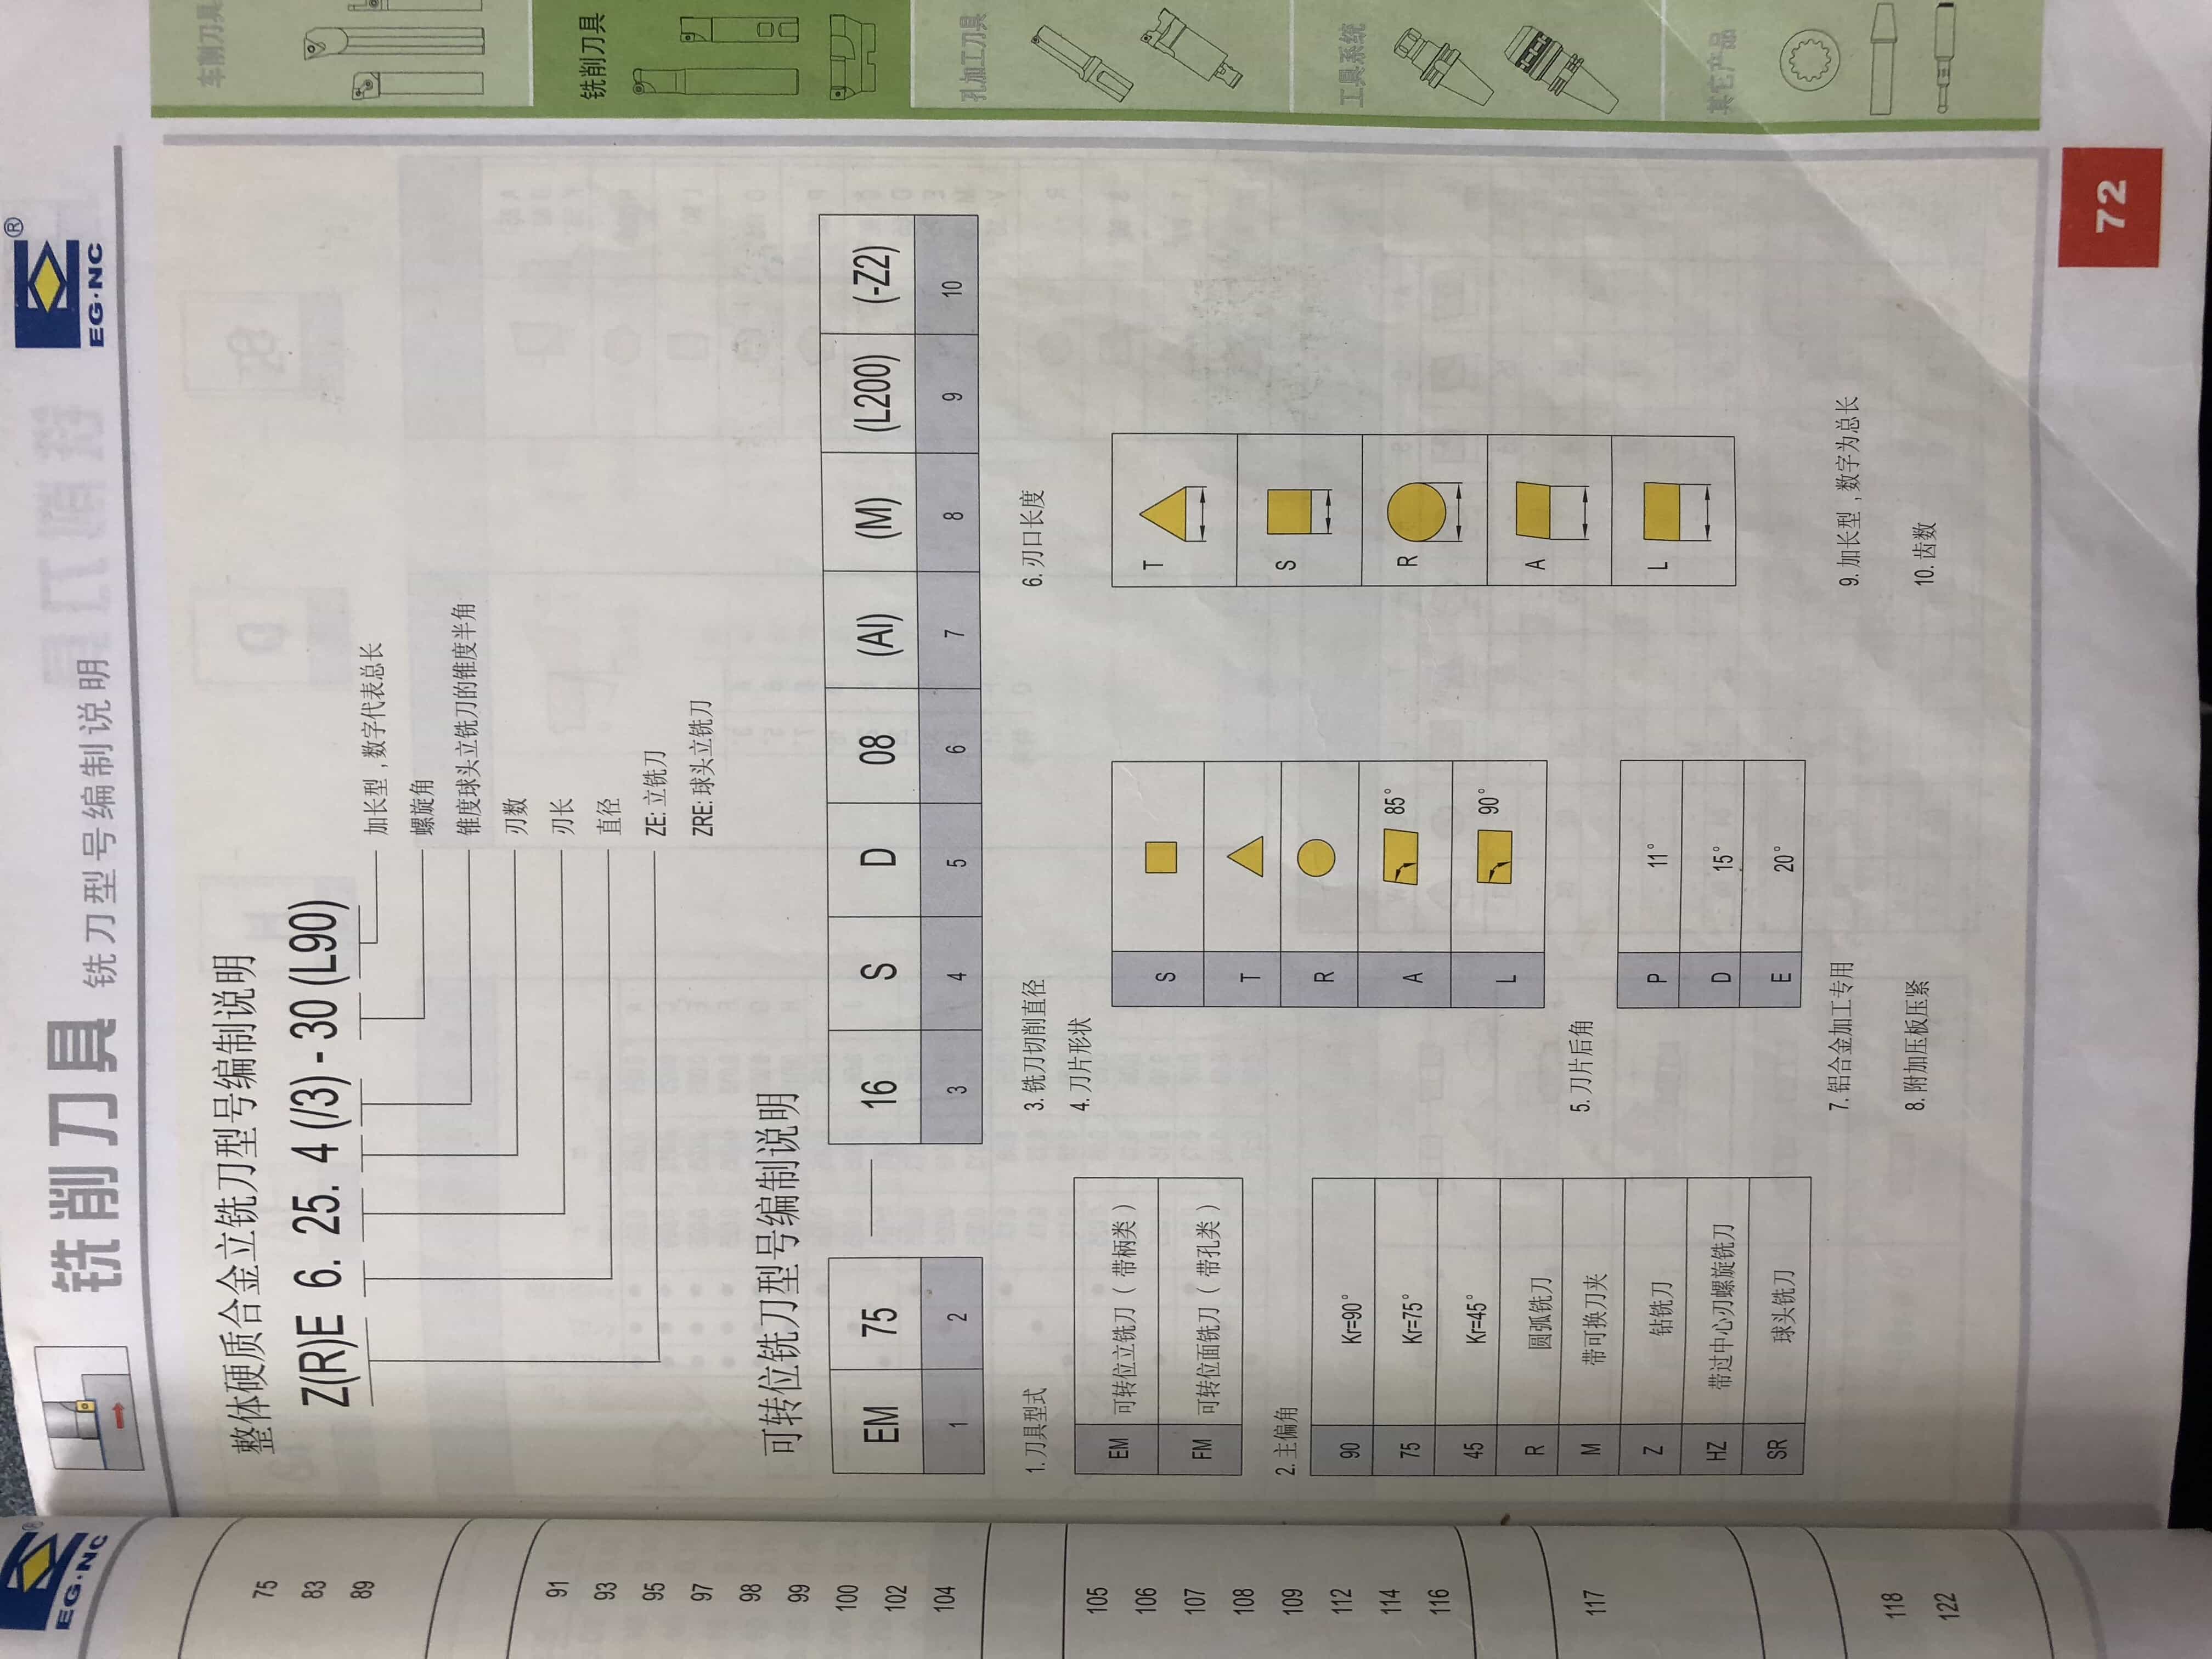 EG·NC
75
83
89
91
93
95
97
98
99
100
102
104
105
106
107
108
109
112
114
116
117
118
122
铣削刀具 铣刀型号编制说明
EG·NC®
整体硬质合金立铣刀型号编制说明
Z(R)E 6. 25. 4 (/3) - 30 (L90)
加长型,数字代表总长
螺旋角
锥度球头立铣刀的锥度半角
刃数
刃长
直径
ZE: 立铣刀
ZRE: 球头立铣刀
可转位铣刀型号编制说明
EM 75 — 16 S D 08 (Al) (M) (L200) (-Z2)
1 2 3 4 5 6 7 8 9 10
1. 刀具型式
EM 可转位立铣刀(带柄类)
FM 可转位面铣刀(带孔类)
2. 主偏角
90 Kr=90°
75 Kr=75°
45 Kr=45°
R 圆弧铣刀
M 带可换刀夹
Z 钻铣刀
HZ 带过中心刃螺旋铣刀
SR 球头铣刀
3. 铣刀切削直径
4. 刀片形状
S
T
R
A 85°
L 90°
5. 刀片后角
P 11°
D 15°
E 20°
7. 铝合金加工专用
8. 附加压板压紧
6. 刃口长度
T
S
R
A
L
9. 加长型,数字为总长
10. 齿数
车削刀具
铣削刀具
孔加工刀具
工具系统
其它产品
72